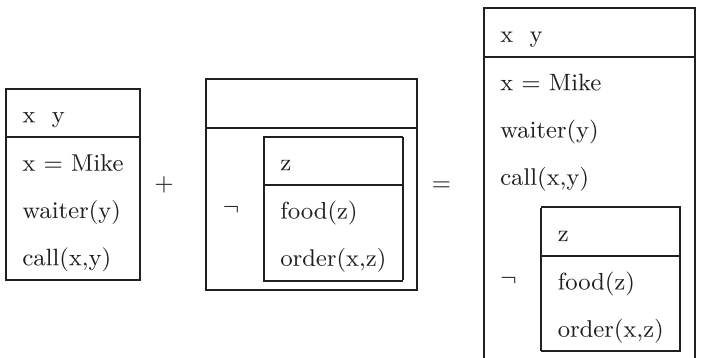 x y
x = Mike
waiter(y)
call(x,y)
+
z
¬
food(z)
order(x,z)
=
x y
x = Mike
waiter(y)
call(x,y)
z
¬
food(z)
order(x,z)